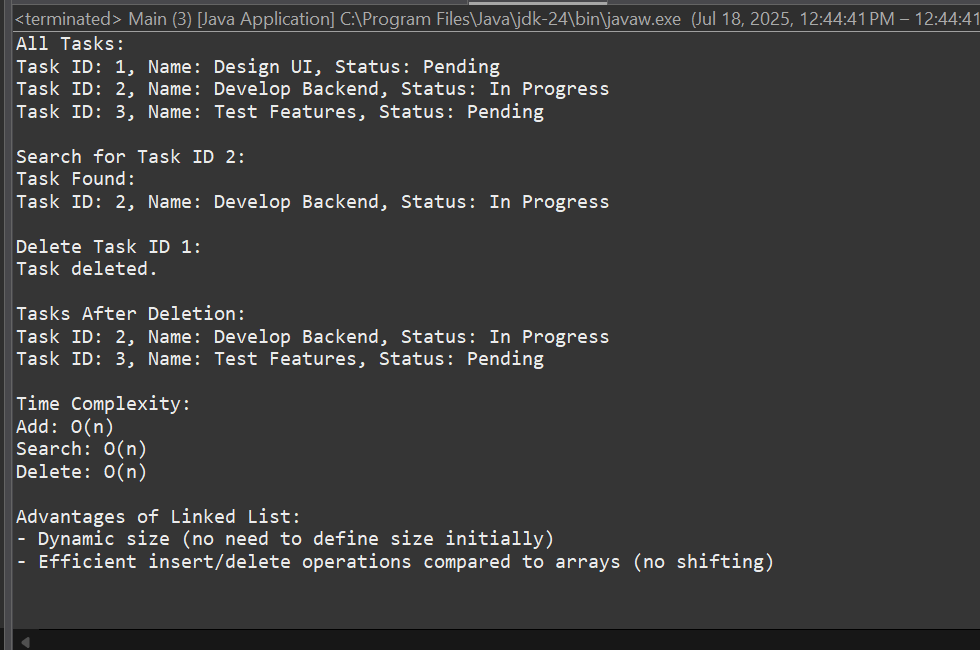 <terminated> Main (3) [Java Application] C:\Program Files\Java\jdk-24\bin\javaw.exe (Jul 18, 2025, 12:44:41 PM – 12:44:41
All Tasks:
Task ID: 1, Name: Design UI, Status: Pending
Task ID: 2, Name: Develop Backend, Status: In Progress
Task ID: 3, Name: Test Features, Status: Pending
Search for Task ID 2:
Task Found:
Task ID: 2, Name: Develop Backend, Status: In Progress
Delete Task ID 1:
Task deleted.
Tasks After Deletion:
Task ID: 2, Name: Develop Backend, Status: In Progress
Task ID: 3, Name: Test Features, Status: Pending
Time Complexity:
Add: O(n)
Search: O(n)
Delete: O(n)
Advantages of Linked List:
- Dynamic size (no need to define size initially)
- Efficient insert/delete operations compared to arrays (no shifting)